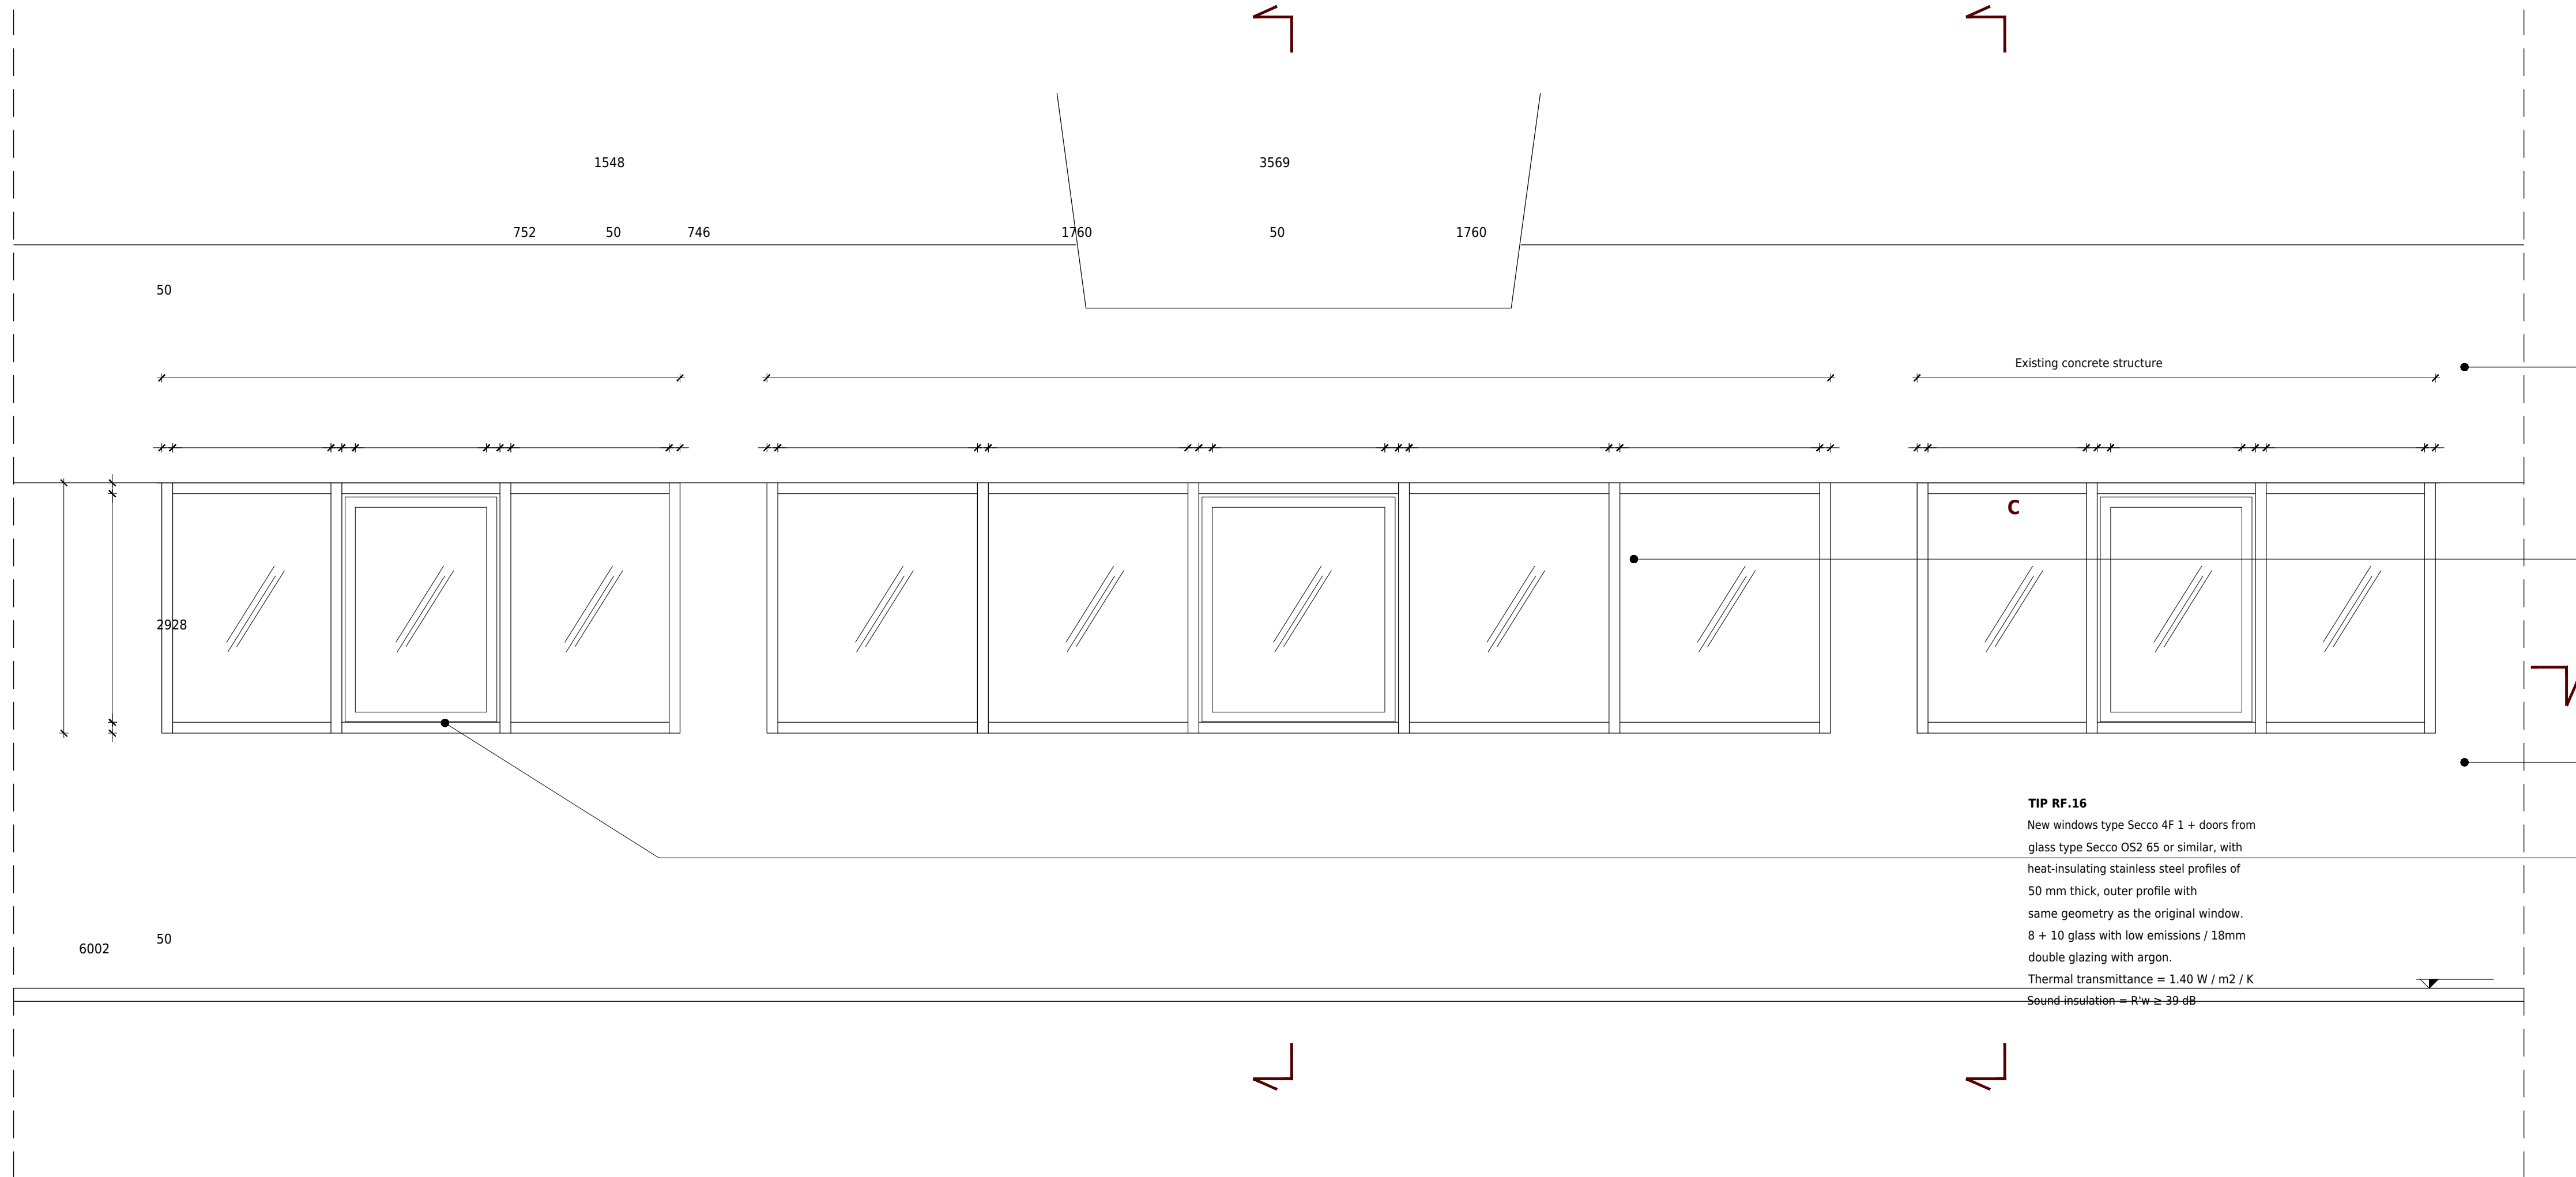 1548
3569
752 50 746
1760 50 1760
50
Existing concrete structure
C
2928
TIP RF.16
New windows type Secco 4F 1 + doors from
glass type Secco OS2 65 or similar, with
heat-insulating stainless steel profiles of
50 mm thick, outer profile with
same geometry as the original window.
8 + 10 glass with low emissions / 18mm
double glazing with argon.
Thermal transmittance = 1.40 W / m2 / K
Sound insulation = R'w ≥ 39 dB
50
6002